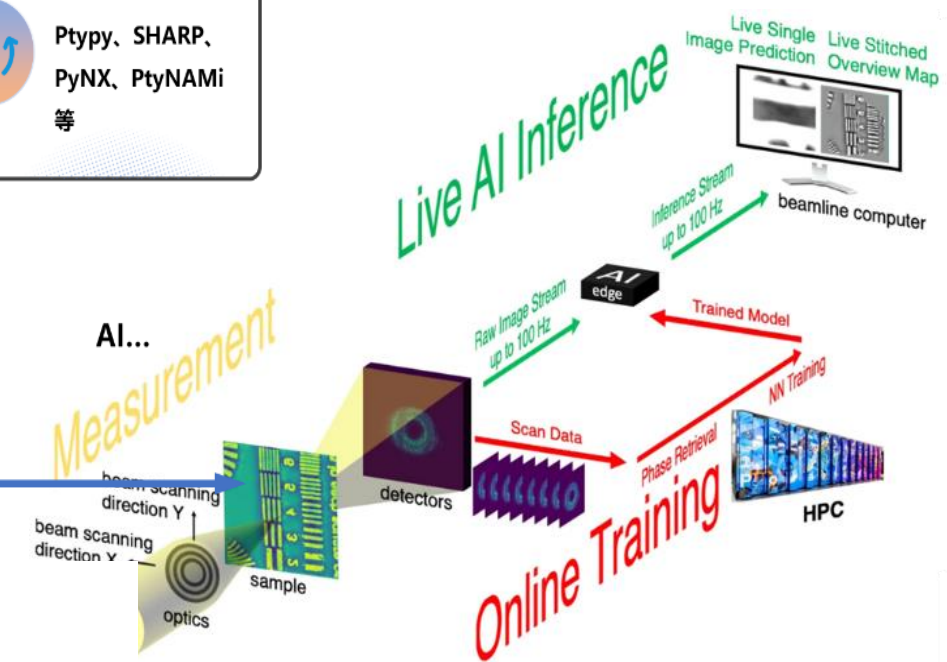 Ptypy、SHARP、
PyNX、PtyNAMi
等
Live Single
Image Prediction
Live Stitched
Overview Map
Live AI Inference
beamline computer
Inference Stream
up to 100 Hz
AI
edge
Raw Image Stream
up to 100 Hz
Trained Model
AI...
Measurement
NN Training
Scan Data
Phase Retrieval
detectors
HPC
beam scanning
direction Y
beam scanning
direction X
sample
optics
Online Training